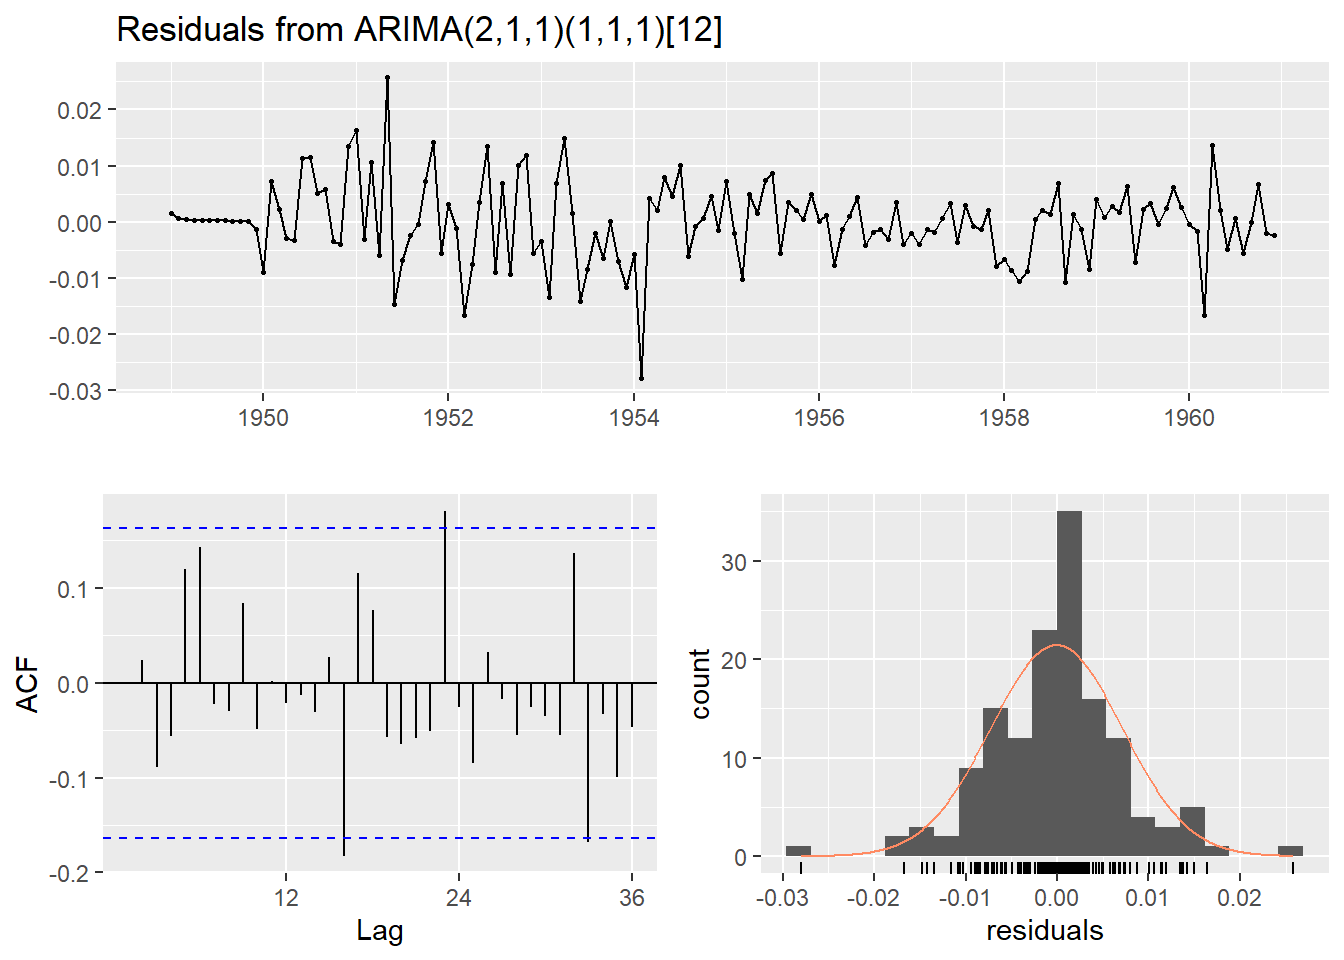 Residuals from ARIMA(2,1,1)(1,1,1)[12]
0.02
0.01
0.00
-0.01
-0.02
-0.03
1950 1952 1954 1956 1958 1960
ACF
0.1
0.0
-0.1
-0.2
12 24 36
Lag
count
30
20
10
0
-0.03 -0.02 -0.01 0.00 0.01 0.02
residuals